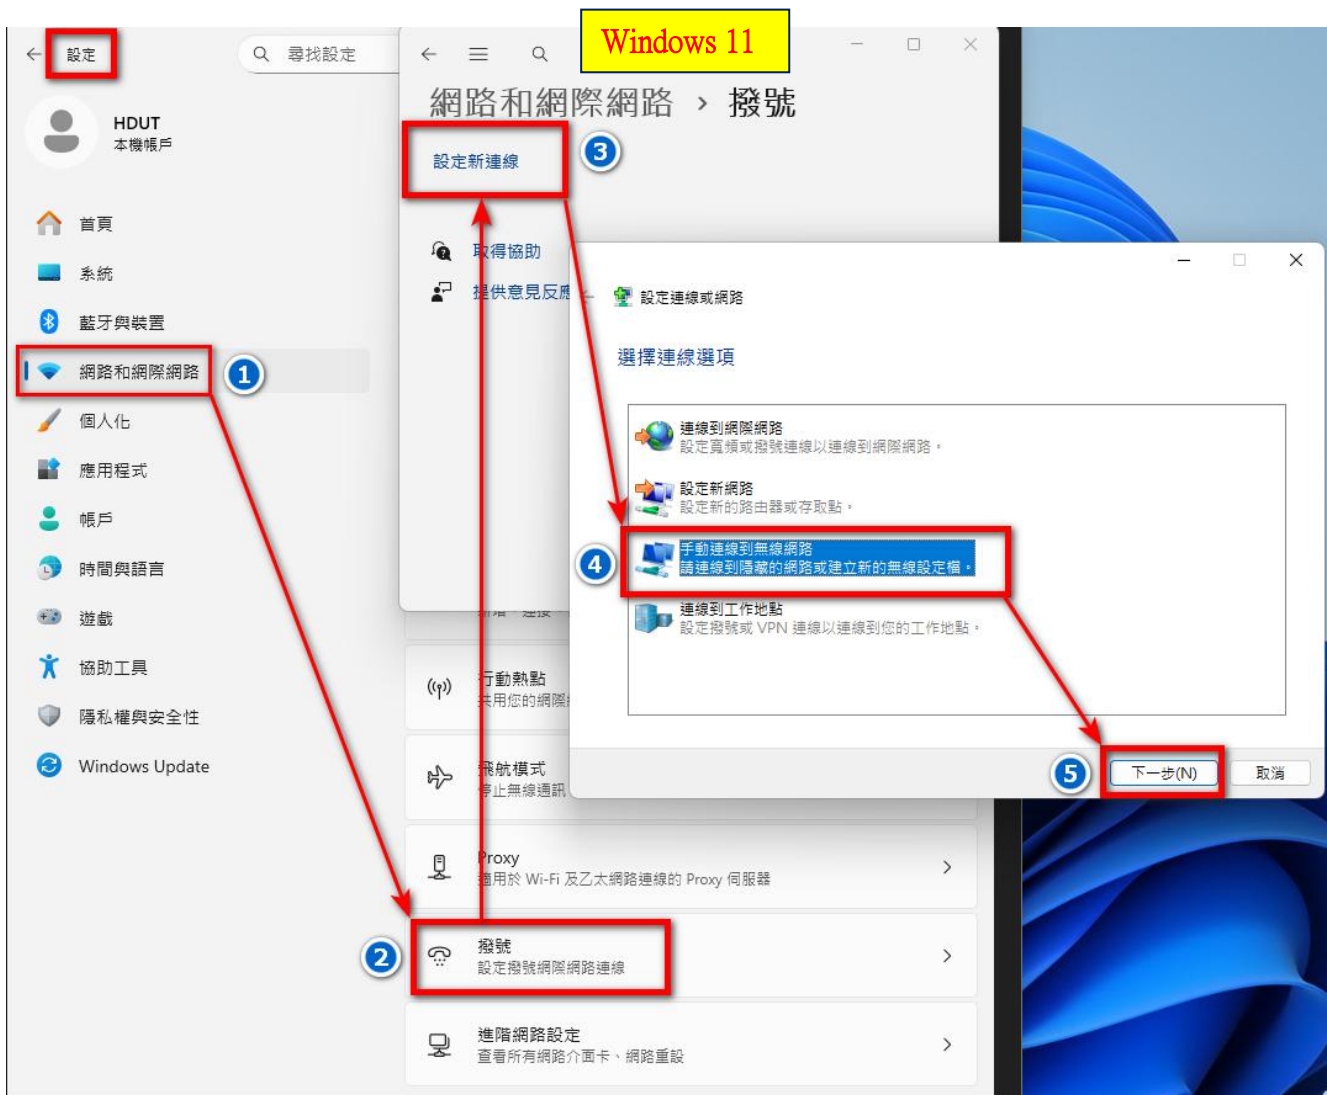 Windows 11
設定
尋找設定
HDUT
本機帳戶
首頁
系統
藍牙與裝置
網路和網際網路
1
個人化
應用程式
帳戶
時間與語言
遊戲
協助工具
隱私權與安全性
Windows Update
網路和網際網路 › 撥號
設定新連線
3
取得協助
提供意見反應
設定連線或網路
選擇連線選項
連線到網際網路
設定寬頻或撥號連線以連線到網際網路。
設定新網路
設定新的路由器或存取點。
4
手動連線到無線網路
請連線到隱藏的網路或建立新的無線設定檔。
連線到工作地點
設定撥號或 VPN 連線以連線到您的工作地點。
5
下一步(N)
取消
行動熱點
共用您的網際
飛航模式
停止無線通訊
Proxy
適用於 Wi-Fi 及乙太網路連線的 Proxy 伺服器
2
撥號
設定撥號網際網路連線
進階網路設定
查看所有網路介面卡、網路重設